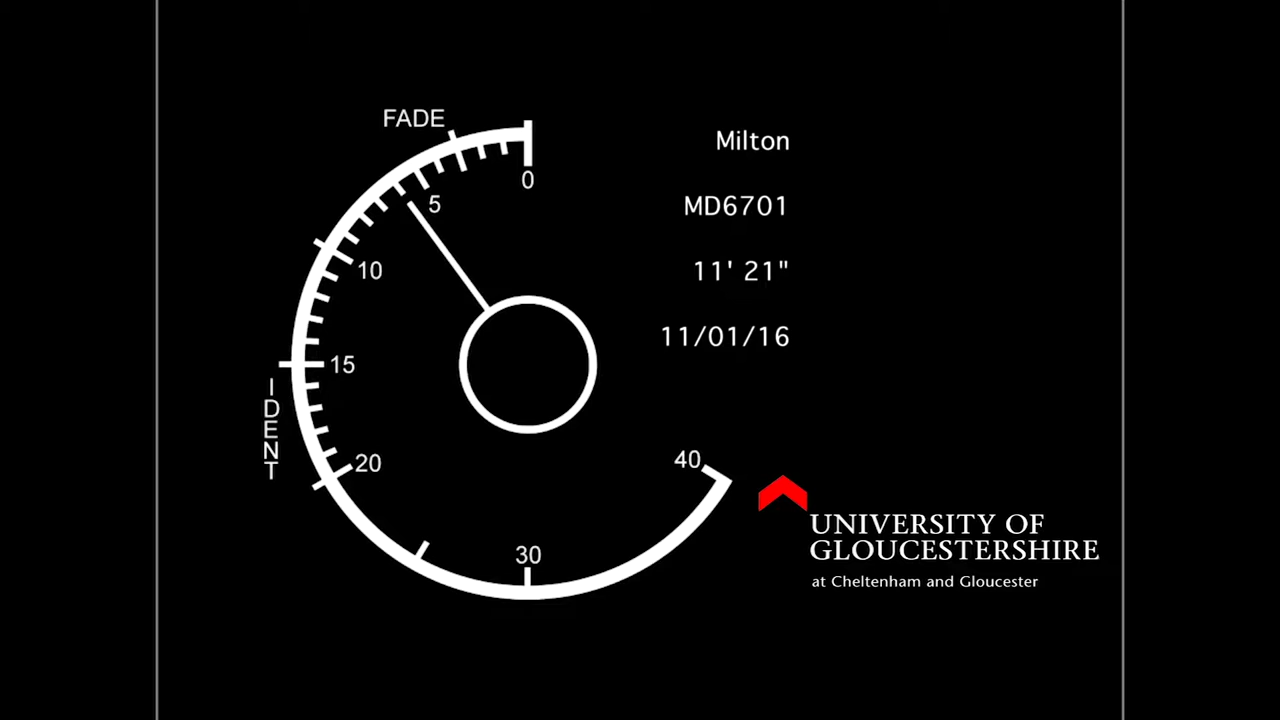 FADE
0
5
10
15
IDENT
20
30
40
Milton
MD6701
11' 21"
11/01/16
UNIVERSITY OF
GLOUCESTERSHIRE
at Cheltenham and Gloucester